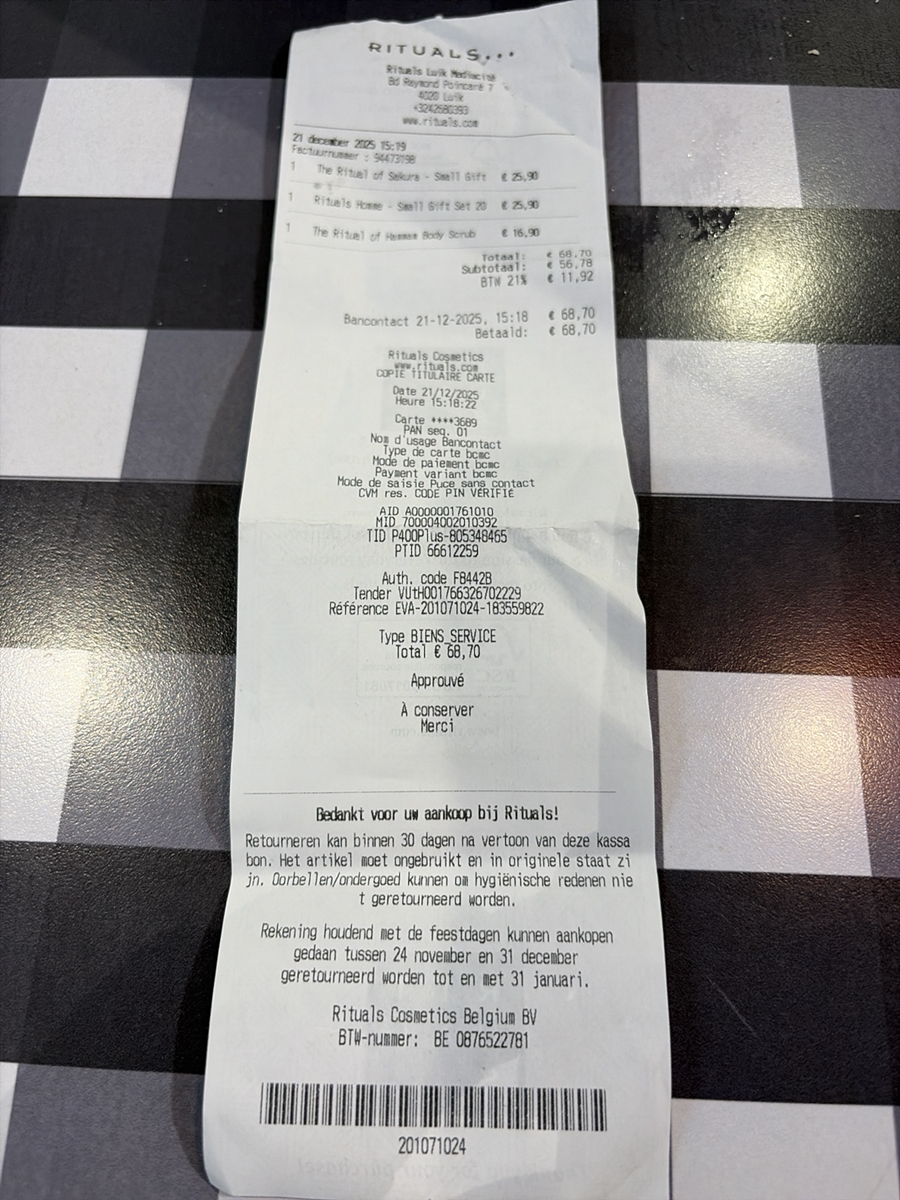 RITUALS...
Rituals Luik Mediacité
Bd Raymond Poincaré 7
4020 Luik
+3242680393
www.rituals.com
21 december 2025 15:19
Factuurnummer : 94473198
1 The Ritual of Sakura - Small Gift € 25,90
1 Rituals Homme - Small Gift Set 20 € 25,90
1 The Ritual of Hammam Body Scrub € 16,90
Totaal: € 68,70
Subtotaal: € 56,78
BTW 21% € 11,92
Bancontact 21-12-2025, 15:18 € 68,70
Betaald: € 68,70
Rituals Cosmetics
www.rituals.com
COPIE TITULAIRE CARTE
Date 21/12/2025
Heure 15:18:22
Carte ****3689
PAN seq. 01
Nom d'usage Bancontact
Type de carte bcmc
Mode de paiement bcmc
Payment variant bcmc
Mode de saisie Puce sans contact
CVM res. CODE PIN VÉRIFIÉ
AID A0000001761010
MID 700004002010392
TID P400Plus-805348465
PTID 66612259
Auth. code F8442B
Tender VUtH001766326702229
Référence EVA-201071024-183559822
Type BIENS_SERVICE
Total € 68,70
Approuvé
À conserver
Merci
Bedankt voor uw aankoop bij Rituals!
Retourneren kan binnen 30 dagen na vertoon van deze kassa
bon. Het artikel moet ongebruikt en in originele staat zi
jn. Oorbellen/ondergoed kunnen om hygiënische redenen nie
t geretourneerd worden.
Rekening houdend met de feestdagen kunnen aankopen
gedaan tussen 24 november en 31 december
geretourneerd worden tot en met 31 januari.
Rituals Cosmetics Belgium BV
BTW-nummer: BE 0876522781
201071024